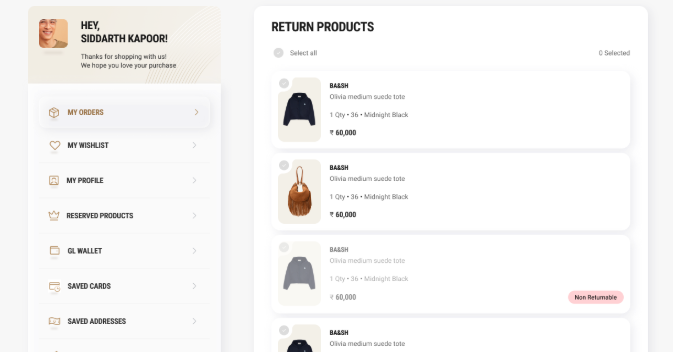 HEY,
SIDDARTH KAPOOR!
Thanks for shopping with us!
We hope you love your purchase
MY ORDERS
MY WISHLIST
MY PROFILE
RESERVED PRODUCTS
GL WALLET
SAVED CARDS
SAVED ADDRESSES
RETURN PRODUCTS
Select all
0 Selected
BA&SH
Olivia medium suede tote
1 Qty • 36 • Midnight Black
₹ 60,000
BA&SH
Olivia medium suede tote
1 Qty • 36 • Midnight Black
₹ 60,000
BA&SH
Olivia medium suede tote
1 Qty • 36 • Midnight Black
₹ 60,000
Non Returnable
BA&SH
Olivia medium suede tote